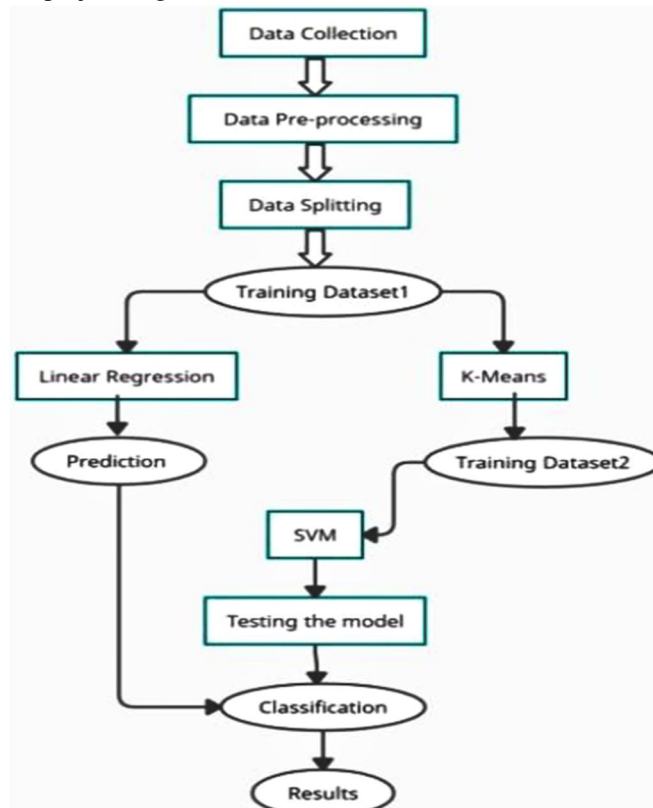 Data Collection
Data Pre-processing
Data Splitting
Training Dataset1
Linear Regression
K-Means
Prediction
Training Dataset2
SVM
Testing the model
Classification
Results